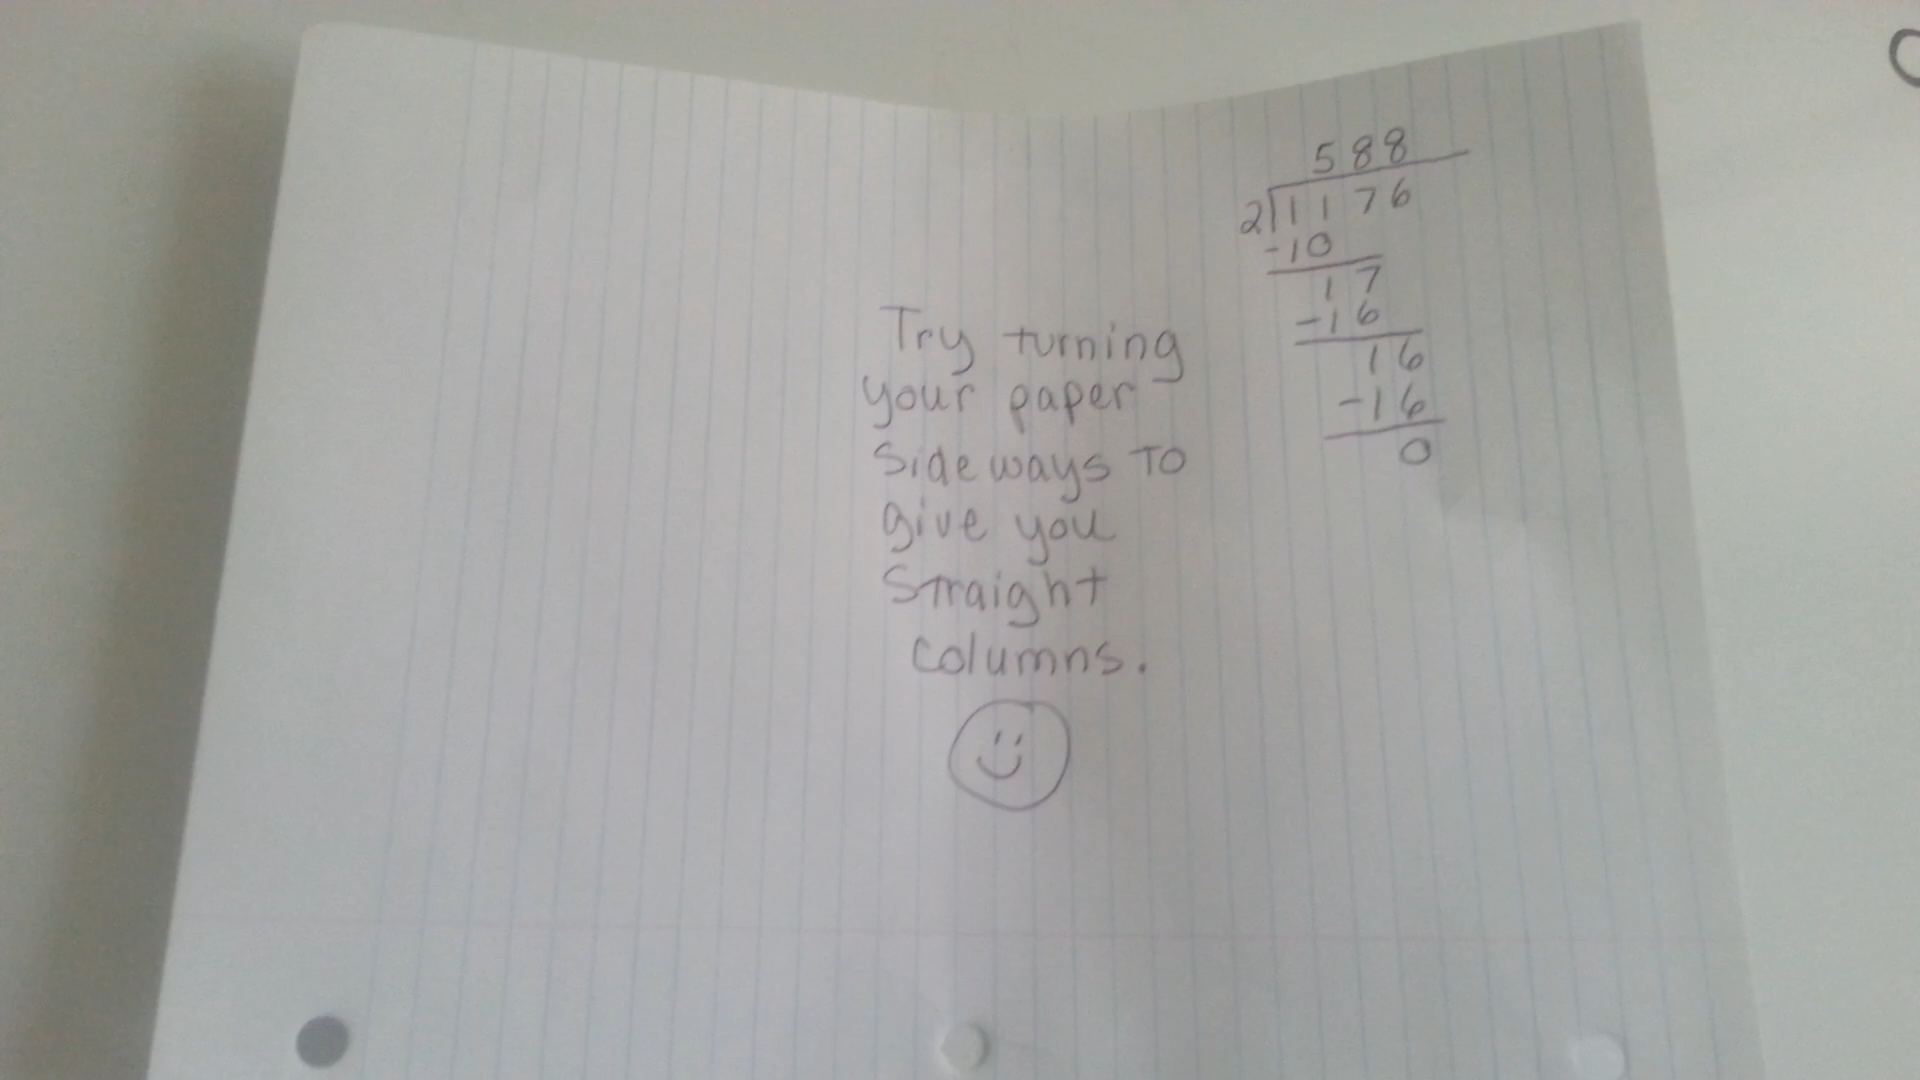 588
2)1176
-10
17
-16
16
-16
0
Try turning
your paper
sideways to
give you
straight
columns.